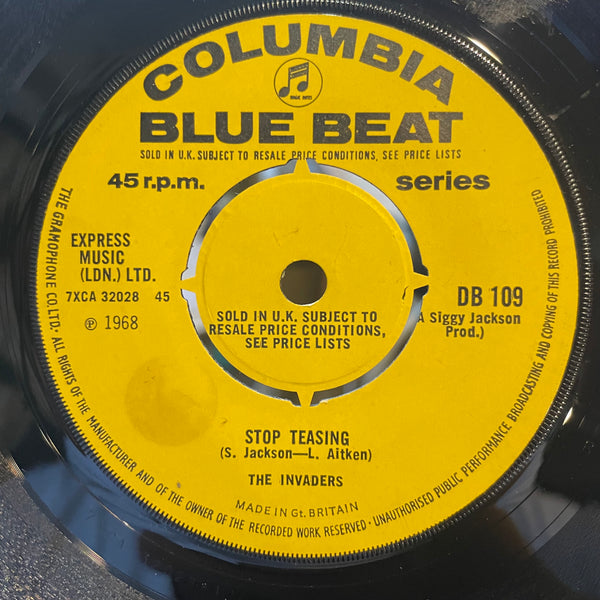 COLUMBIA
BLUE BEAT
SOLD IN U.K. SUBJECT TO RESALE PRICE CONDITIONS, SEE PRICE LISTS
45 r.p.m. series
EXPRESS
MUSIC
(LDN.) LTD.
7XCA 32028 45
℗ 1968
DB 109
A Siggy Jackson
Prod.)
SOLD IN U.K. SUBJECT TO
RESALE PRICE CONDITIONS,
SEE PRICE LISTS
STOP TEASING
(S. Jackson—L. Aitken)
THE INVADERS
MADE IN Gt. BRITAIN
THE GRAMOPHONE CO. LTD. ALL RIGHTS OF THE MANUFACTURER AND OF THE OWNER OF THE RECORDED WORK RESERVED · UNAUTHORISED PUBLIC PERFORMANCE BROADCASTING AND COPYING OF THIS RECORD PROHIBITED